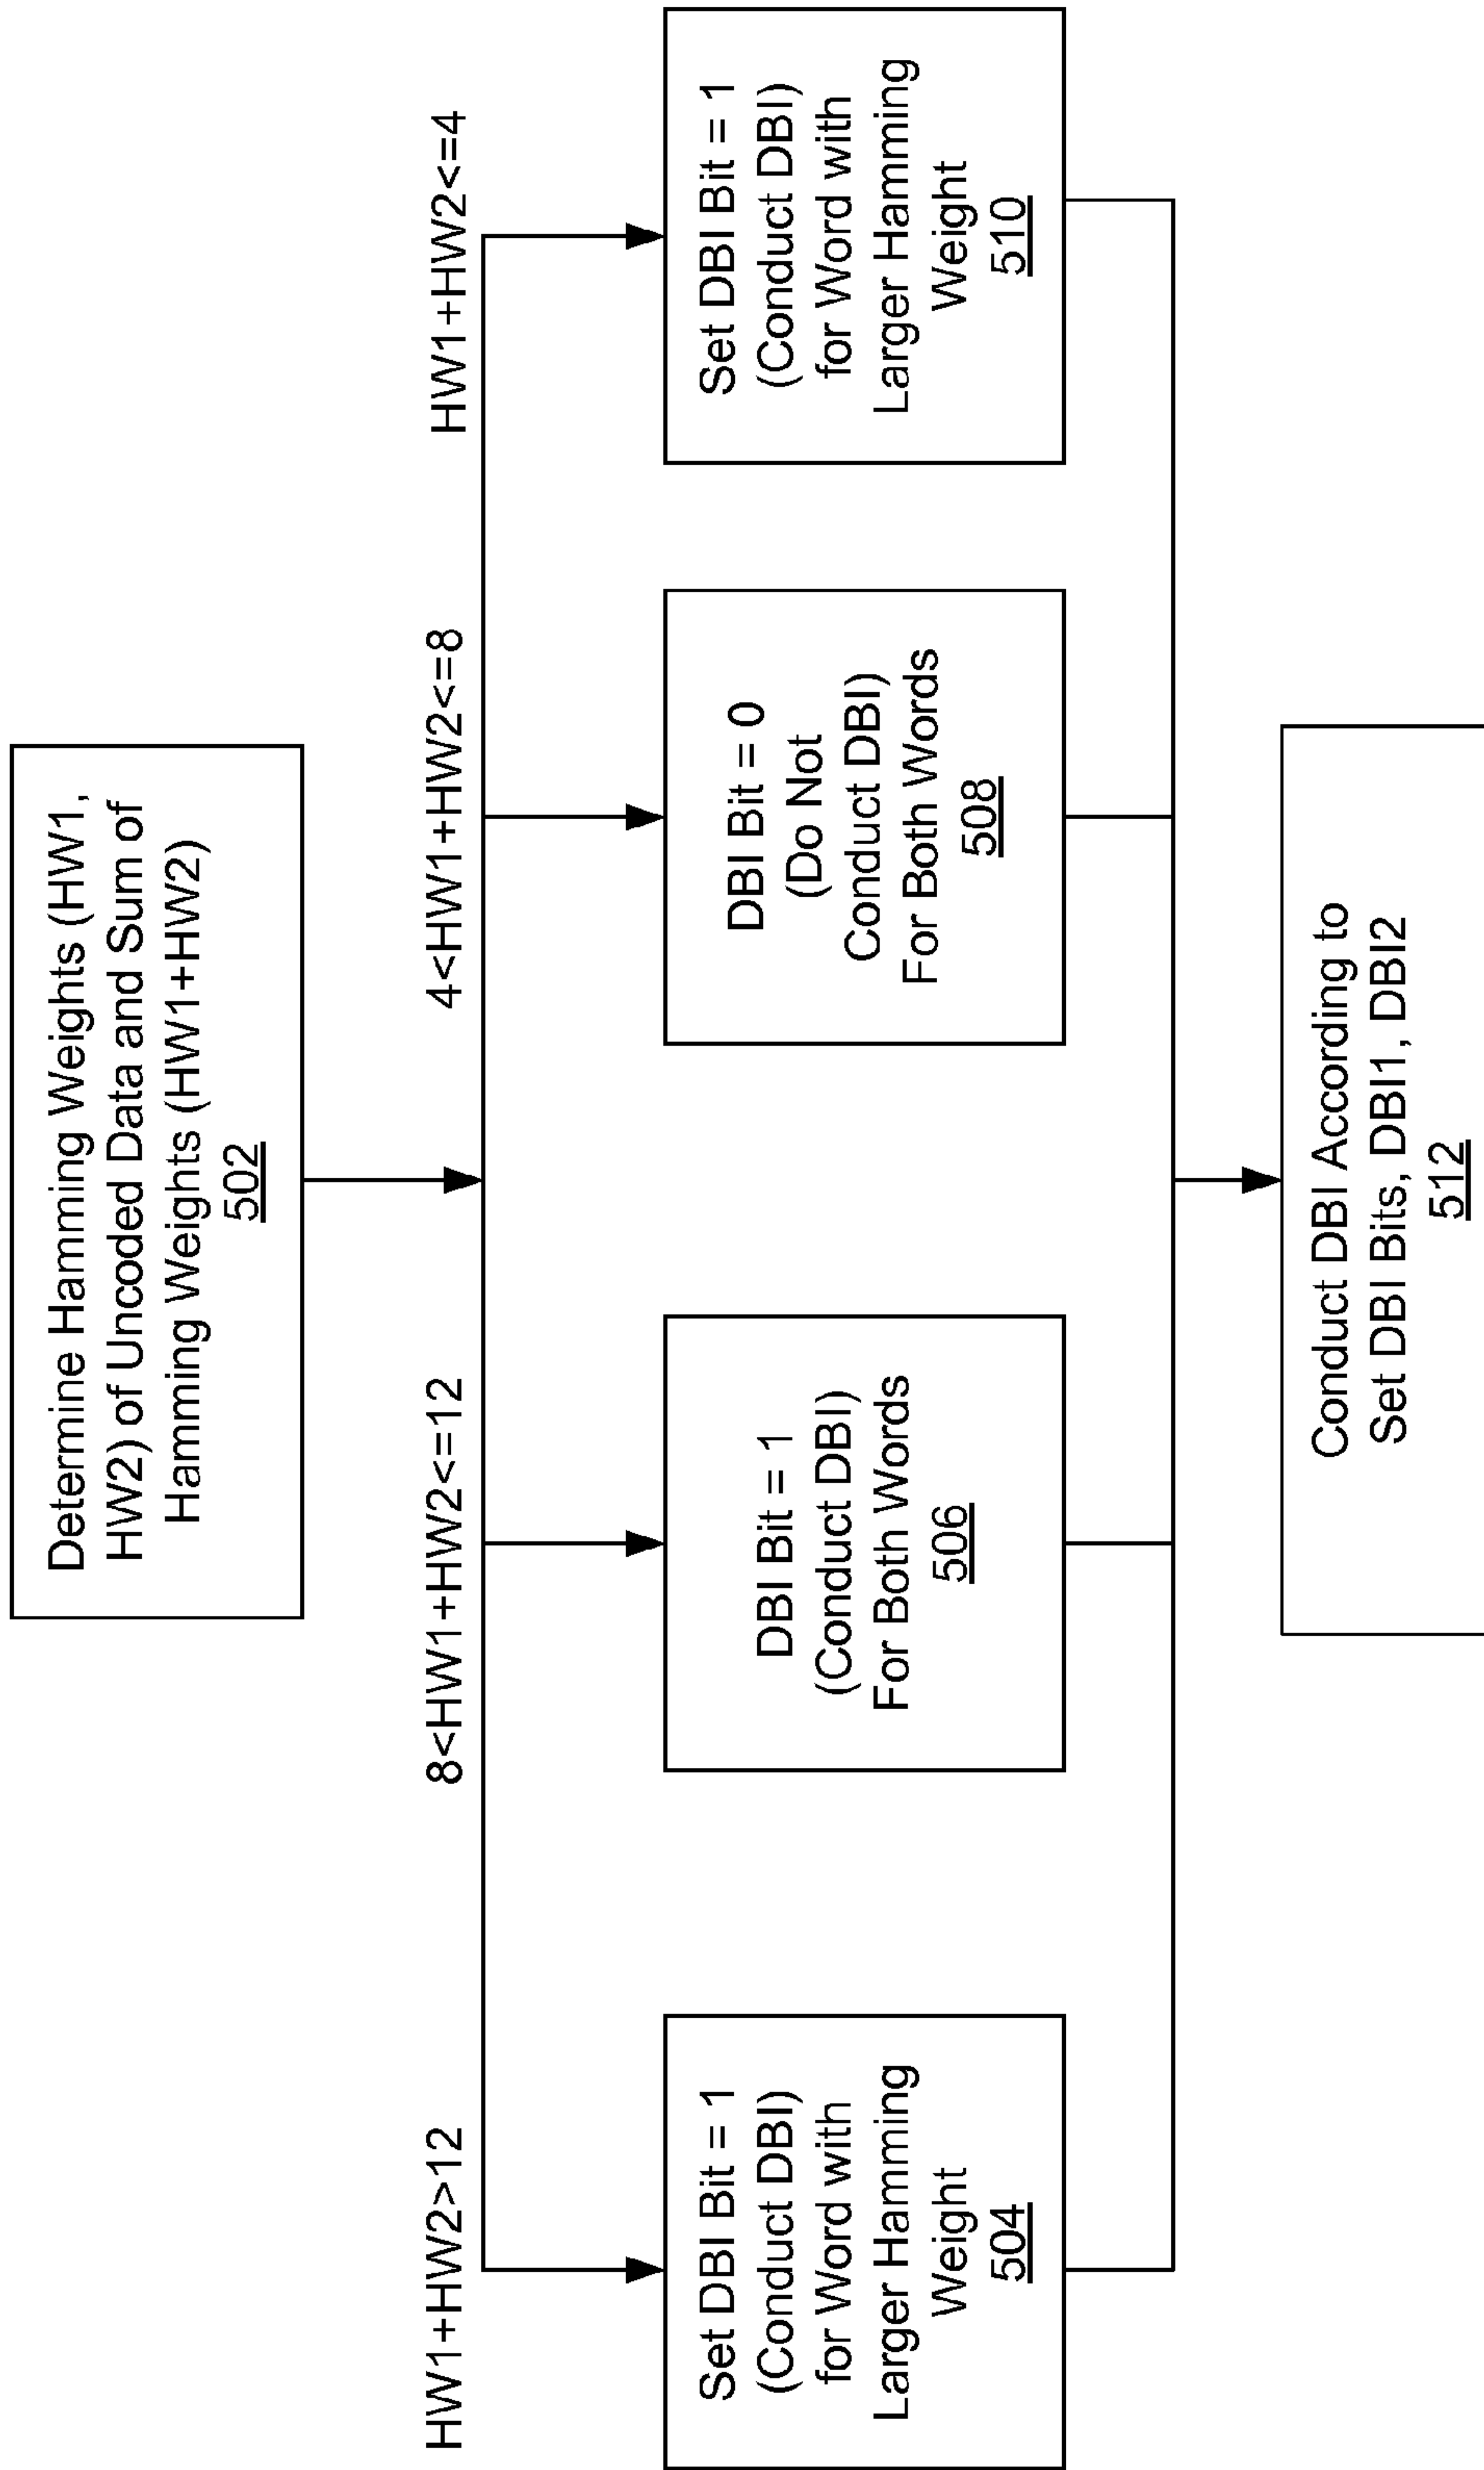 Determine Hamming Weights (HW1,
HW2) of Uncoded Data and Sum of
Hamming Weights (HW1+HW2)
502
HW1+HW2>12
8<HW1+HW2<=12
4<HW1+HW2<=8
HW1+HW2<=4
Set DBI Bit = 1
(Conduct DBI)
for Word with
Larger Hamming
Weight
504
DBI Bit = 1
(Conduct DBI)
For Both Words
506
DBI Bit = 0
(Do Not
Conduct DBI)
For Both Words
508
Set DBI Bit = 1
(Conduct DBI)
for Word with
Larger Hamming
Weight
510
Conduct DBI According to
Set DBI Bits, DBI1, DBI2
512